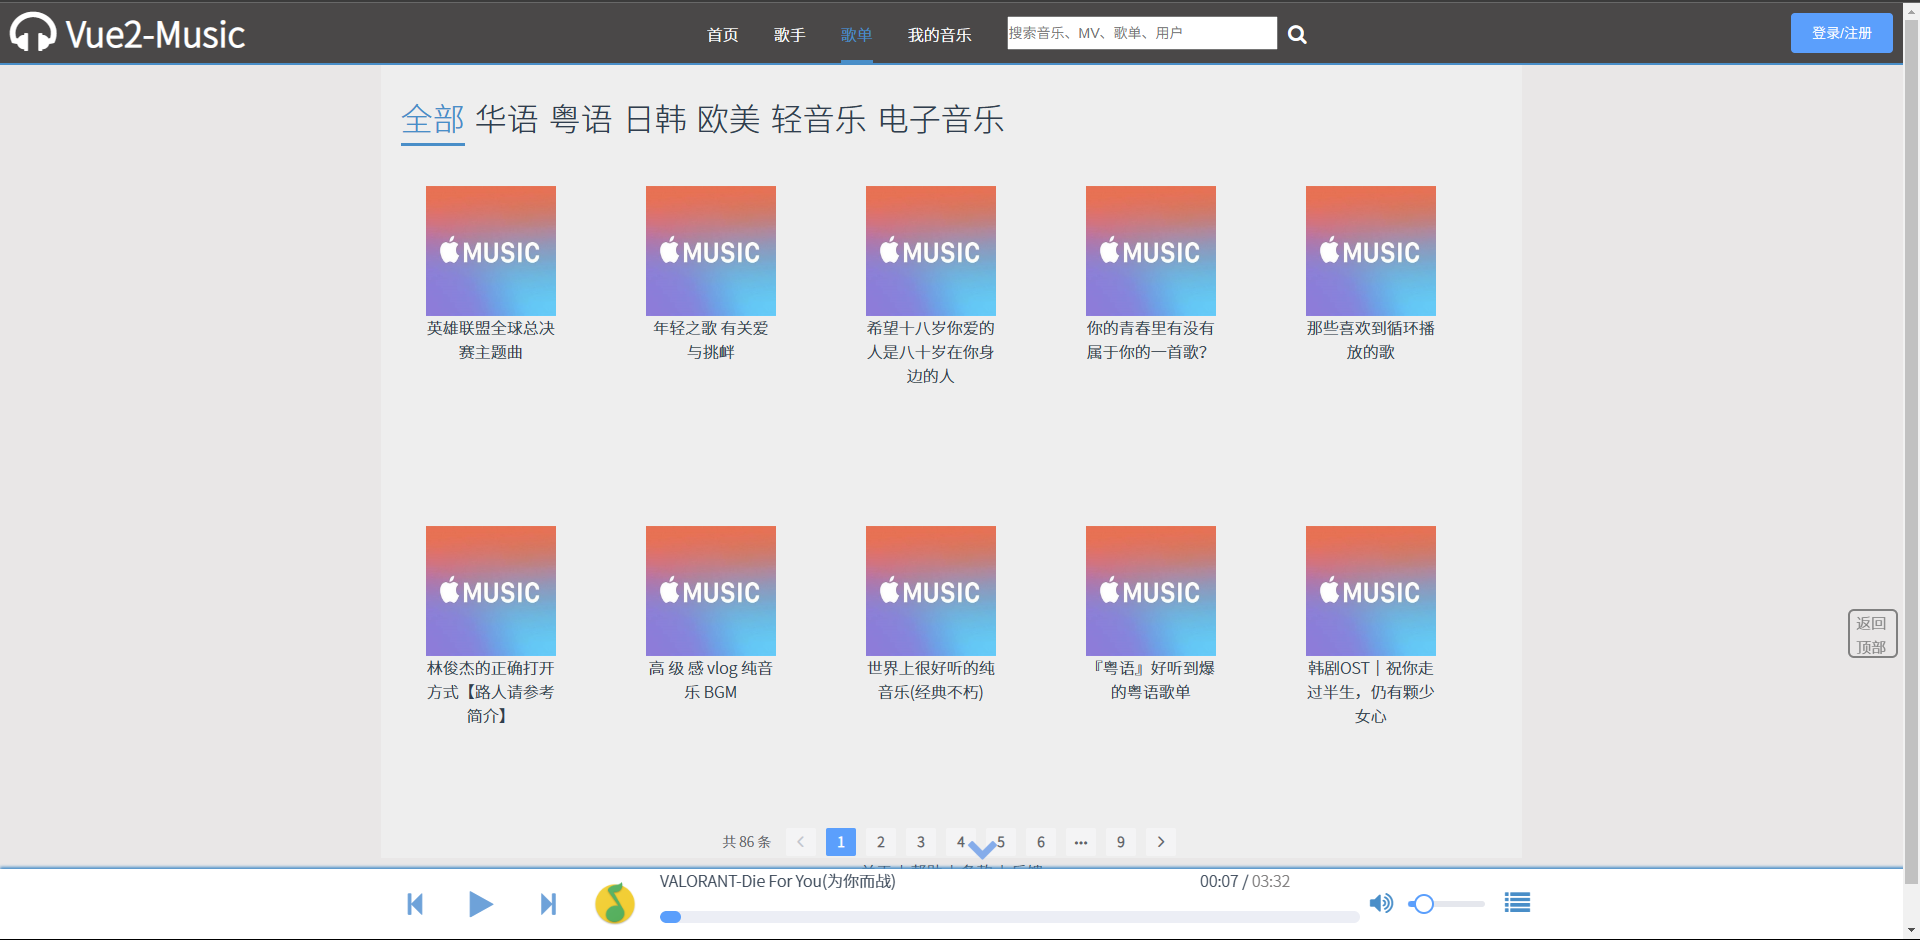 Vue2-Music
首页 歌手 歌单 我的音乐
搜索音乐、MV、歌单、用户
登录/注册
全部 华语 粤语 日韩 欧美 轻音乐 电子音乐
MUSIC
MUSIC
MUSIC
MUSIC
MUSIC
英雄联盟全球总决
赛主题曲
年轻之歌 有关爱
与挑衅
希望十八岁你爱的
人是八十岁在你身
边的人
你的青春里有没有
属于你的一首歌?
那些喜欢到循环播
放的歌
MUSIC
MUSIC
MUSIC
MUSIC
MUSIC
林俊杰的正确打开
方式【路人请参考
简介】
高 级 感 vlog 纯音
乐 BGM
世界上很好听的纯
音乐(经典不朽)
『粤语』好听到爆
的粤语歌单
韩剧OST｜祝你走
过半生，仍有颗少
女心
返回
顶部
共 86 条 1 2 3 4 5 6 ••• 9
VALORANT-Die For You(为你而战)
00:07 / 03:32